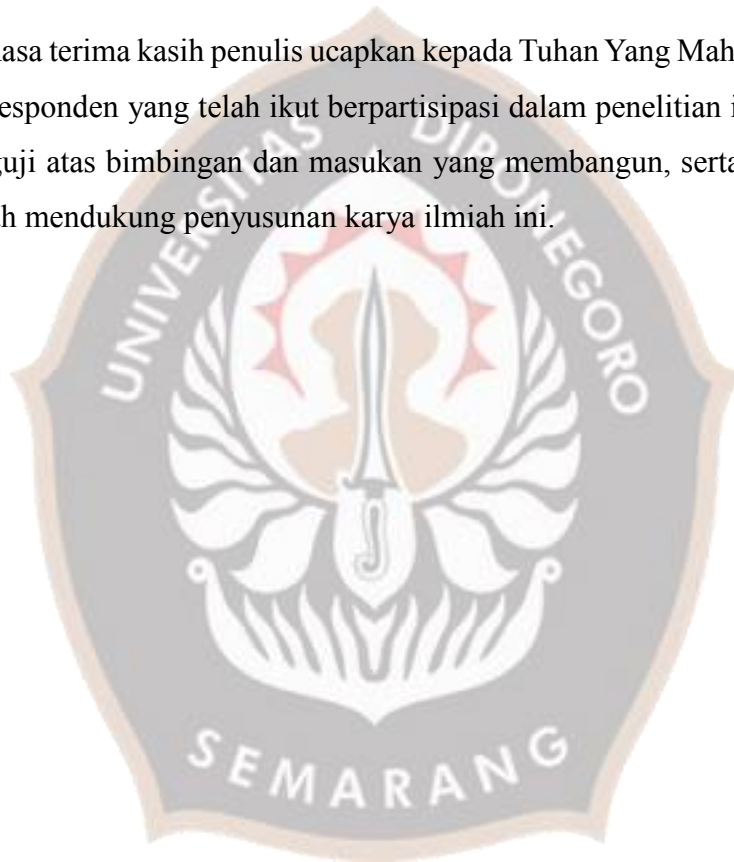 asa terima kasih penulis ucapkan kepada Tuhan Yang Mah
esponden yang telah ikut berpartisipasi dalam penelitian i
uji atas bimbingan dan masukan yang membangun, serta
h mendukung penyusunan karya ilmiah ini.
UNIVERSITAS DIPONEGORO
SEMARANG